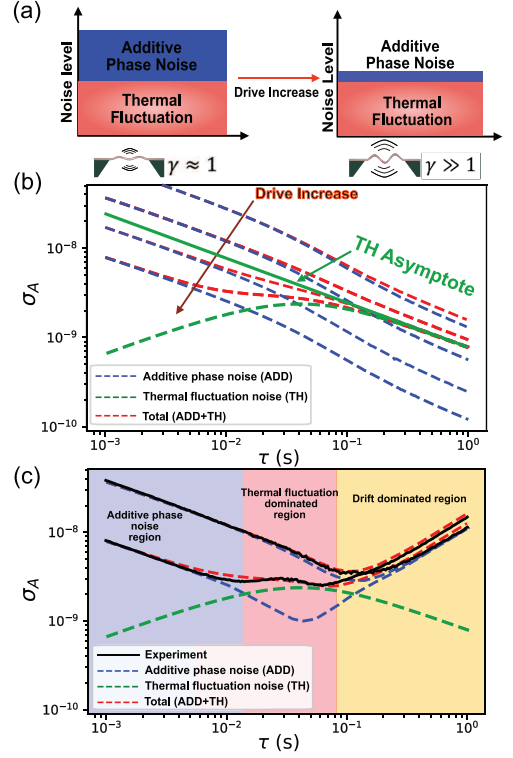 (a)
Noise level
Additive
Phase Noise
Thermal
Fluctuation
Drive Increase
Noise Level
Additive
Phase Noise
Thermal
Fluctuation
γ ≈ 1
γ ≫ 1
(b)
Drive Increase
TH Asymptote
σ_A
10⁻⁸
10⁻⁹
10⁻¹⁰
Additive phase noise (ADD)
Thermal fluctuation noise (TH)
Total (ADD+TH)
10⁻³
10⁻²
10⁻¹
10⁰
τ (s)
(c)
Additive phase
noise
region
Thermal fluctuation
dominated
region
Drift dominated region
σ_A
10⁻⁸
10⁻⁹
10⁻¹⁰
Experiment
Additive phase noise (ADD)
Thermal fluctuation noise (TH)
Total (ADD+TH)
10⁻³
10⁻²
10⁻¹
10⁰
τ (s)